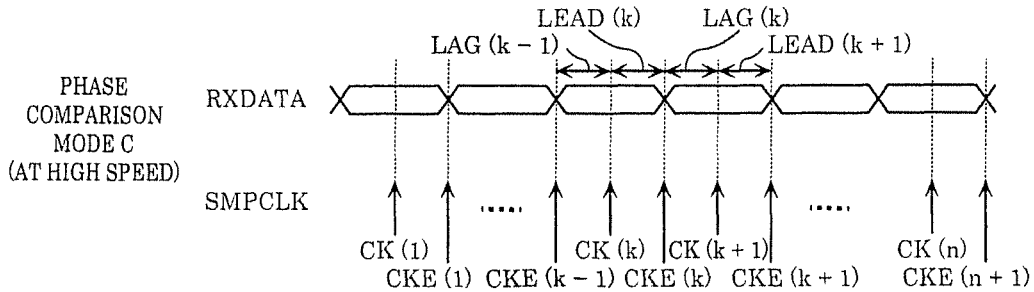 LEAD (k) LAG (k)
LAG (k − 1) LEAD (k + 1)
PHASE
COMPARISON
MODE C
(AT HIGH SPEED)
RXDATA
SMPCLK
CK (1) CK (k) CK (k + 1) CK (n)
CKE (1) CKE (k − 1) CKE (k) CKE (k + 1) CKE (n + 1)